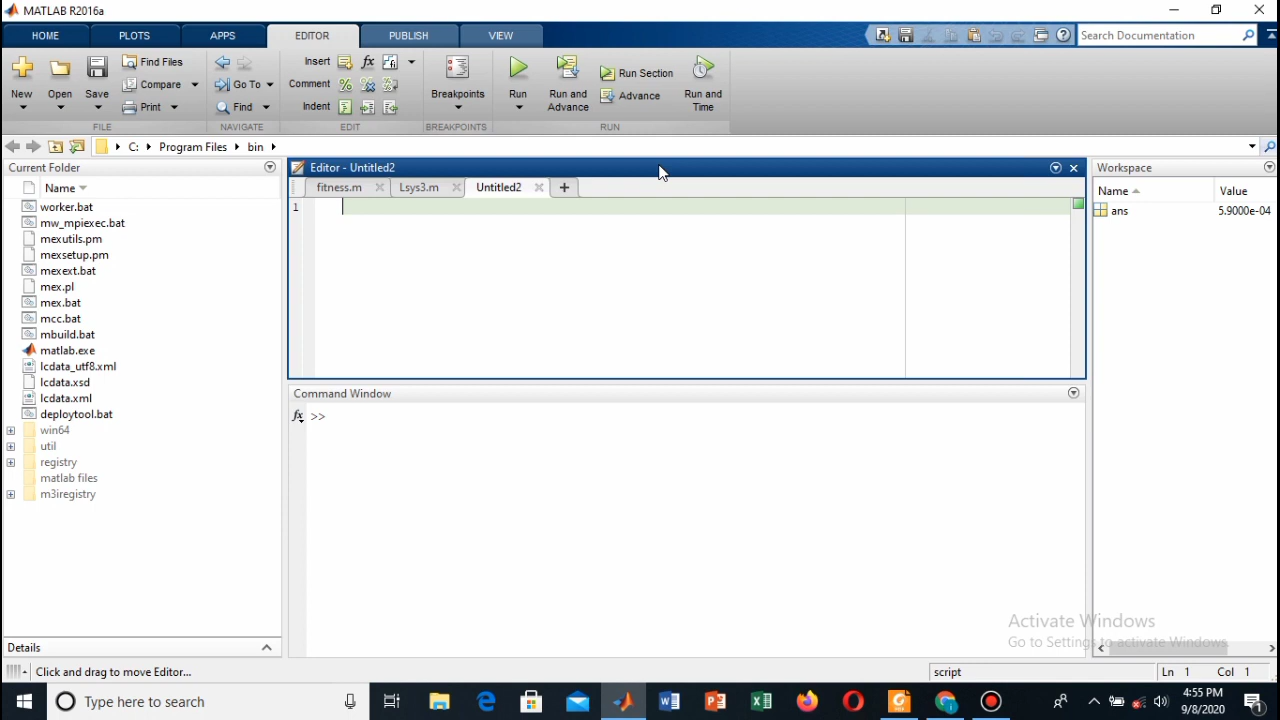 MATLAB R2016a
HOME PLOTS APPS EDITOR PUBLISH VIEW
Search Documentation
New Open Save
Find Files
Compare
Print
FILE
Go To
Find
NAVIGATE
Insert fx
Comment
Indent
EDIT
Breakpoints
BREAKPOINTS
Run
Run and Advance
Run Section
Advance
Run and Time
RUN
C: Program Files bin
Current Folder
Name
worker.bat
mw_mpiexec.bat
mexutils.pm
mexsetup.pm
mexext.bat
mex.pl
mex.bat
mcc.bat
mbuild.bat
matlab.exe
lcdata_utf8.xml
lcdata.xsd
lcdata.xml
deploytool.bat
win64
util
registry
matlab files
m3iregistry
Details
Editor - Untitled2
fitness.m Lsys3.m Untitled2
1
Command Window
fx >>
Workspace
Name Value
ans 5.9000e-04
Activate Windows
Go to Settings to activate Windows.
Click and drag to move Editor...
script Ln 1 Col 1
Type here to search
4:55 PM
9/8/2020
1